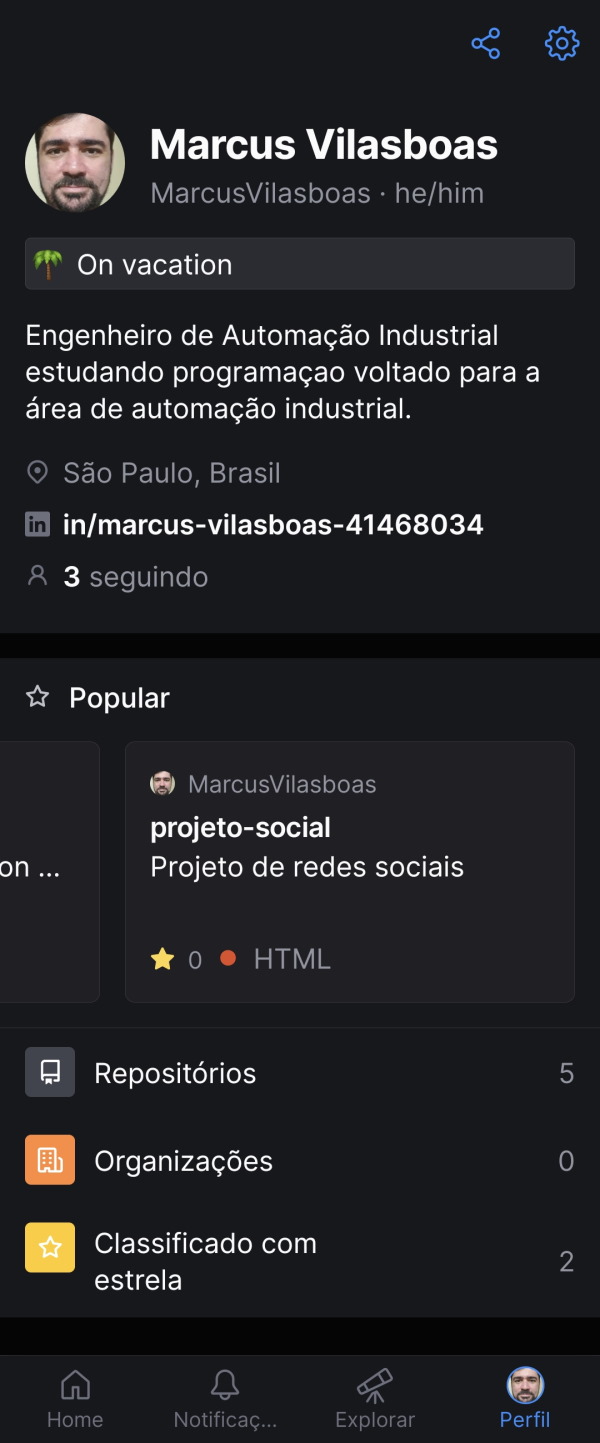 Marcus Vilasboas
MarcusVilasboas · he/him
🌴 On vacation
Engenheiro de Automação Industrial
estudando programaçao voltado para a
área de automação industrial.
São Paulo, Brasil
in in/marcus-vilasboas-41468034
3 seguindo
Popular
on ...
MarcusVilasboas
projeto-social
Projeto de redes sociais
0 HTML
Repositórios 5
Organizações 0
Classificado com
estrela 2
Home Notificaç... Explorar Perfil